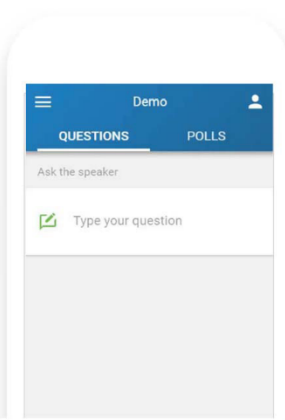 Demo
QUESTIONS POLLS
Ask the speaker
Type your question